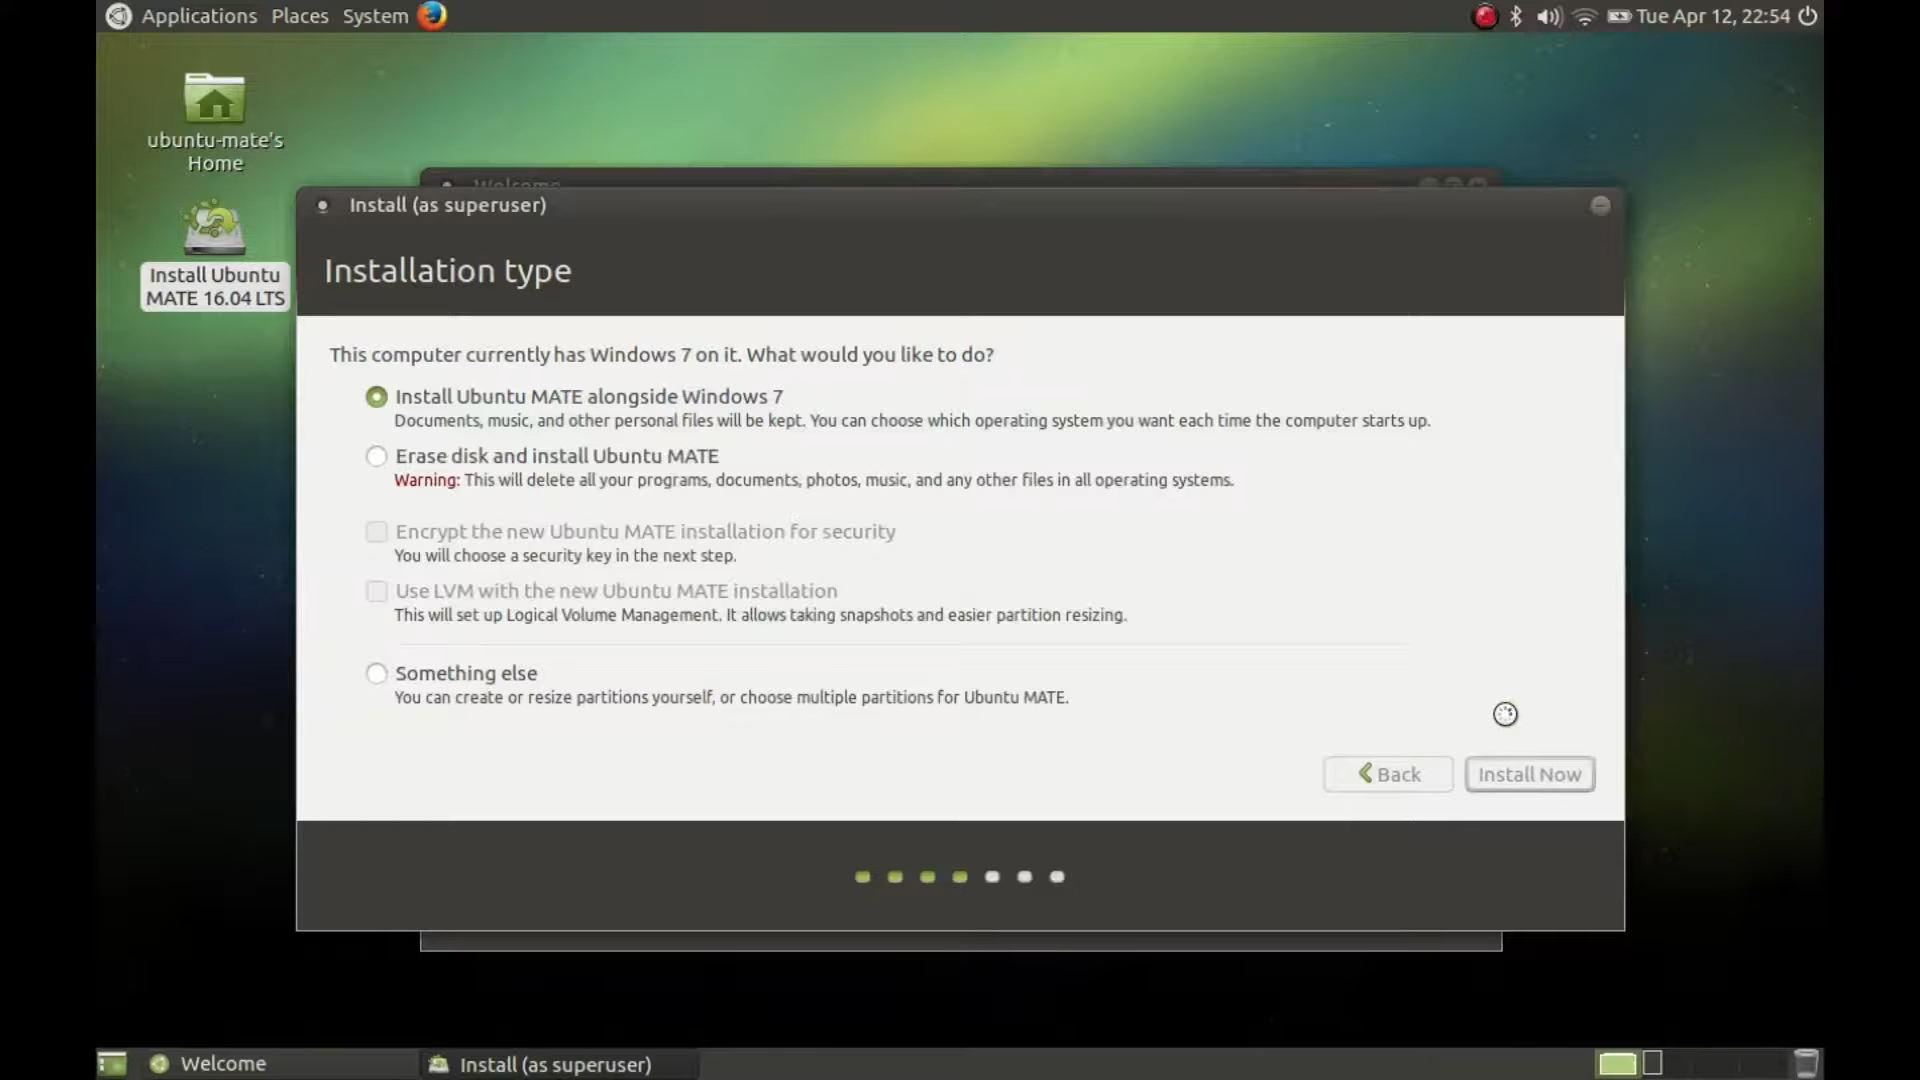 Applications Places System
Tue Apr 12, 22:54
ubuntu-mate's
Home
Install Ubuntu
MATE 16.04 LTS
Welcome
Install (as superuser)
Installation type
This computer currently has Windows 7 on it. What would you like to do?
Install Ubuntu MATE alongside Windows 7
Documents, music, and other personal files will be kept. You can choose which operating system you want each time the computer starts up.
Erase disk and install Ubuntu MATE
Warning: This will delete all your programs, documents, photos, music, and any other files in all operating systems.
Encrypt the new Ubuntu MATE installation for security
You will choose a security key in the next step.
Use LVM with the new Ubuntu MATE installation
This will set up Logical Volume Management. It allows taking snapshots and easier partition resizing.
Something else
You can create or resize partitions yourself, or choose multiple partitions for Ubuntu MATE.
Back
Install Now
Welcome
Install (as superuser)